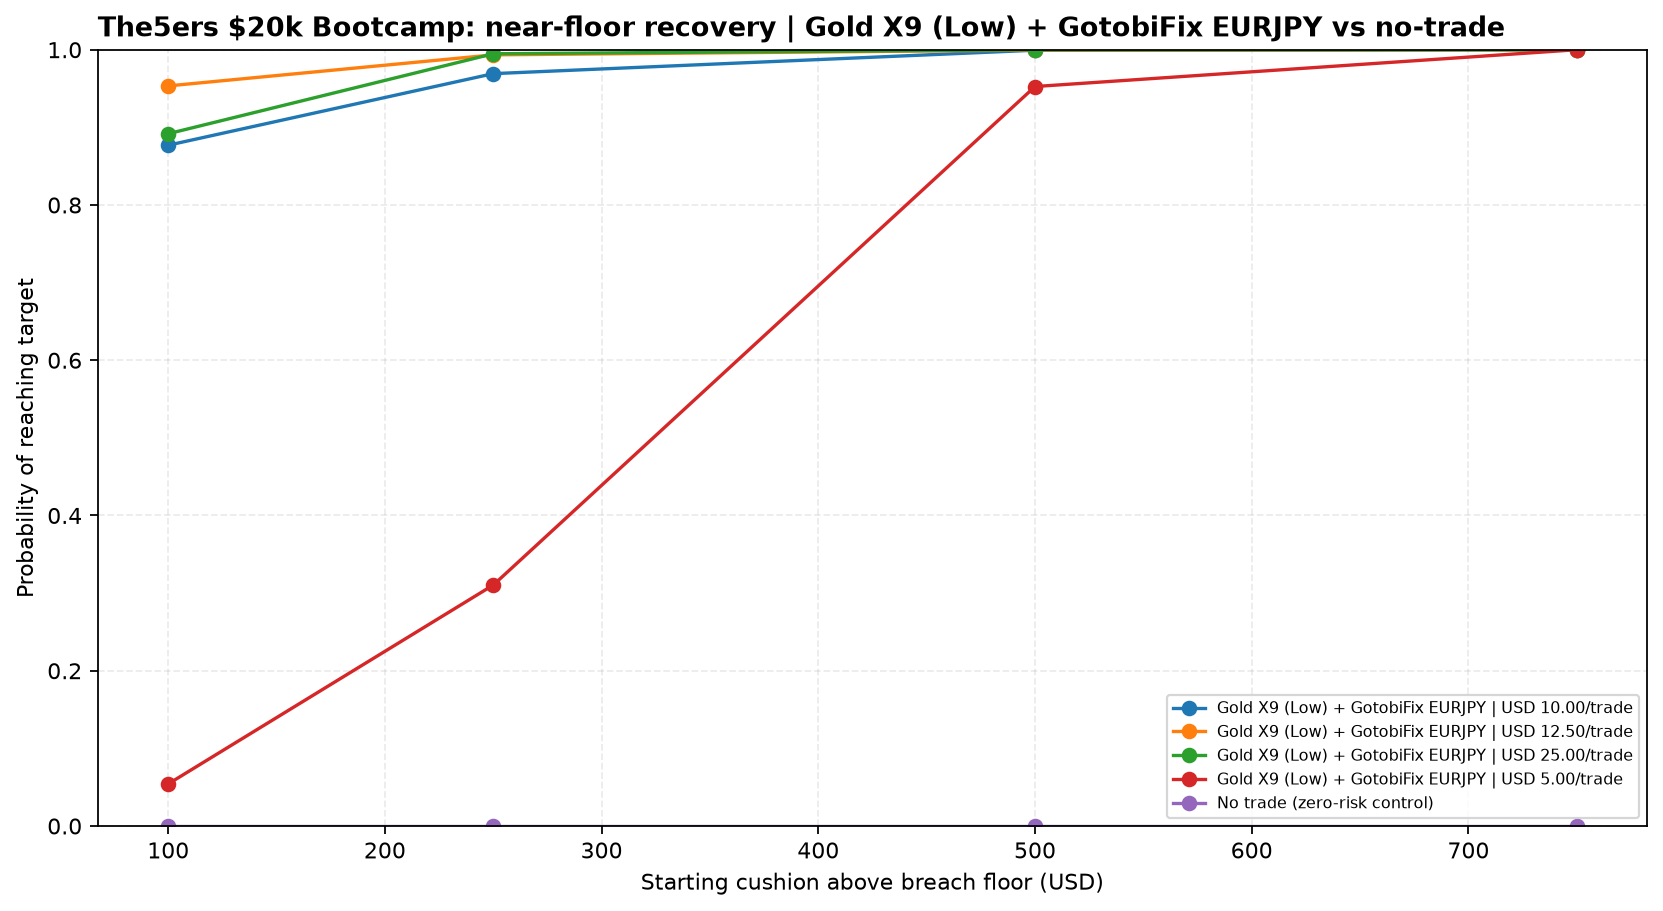 The5ers $20k Bootcamp: near-floor recovery | Gold X9 (Low) + GotobiFix EURJPY vs no-trade
Probability of reaching target
1.0
0.8
0.6
0.4
0.2
0.0
Gold X9 (Low) + GotobiFix EURJPY | USD 10.00/trade
Gold X9 (Low) + GotobiFix EURJPY | USD 12.50/trade
Gold X9 (Low) + GotobiFix EURJPY | USD 25.00/trade
Gold X9 (Low) + GotobiFix EURJPY | USD 5.00/trade
No trade (zero-risk control)
100 200 300 400 500 600 700
Starting cushion above breach floor (USD)